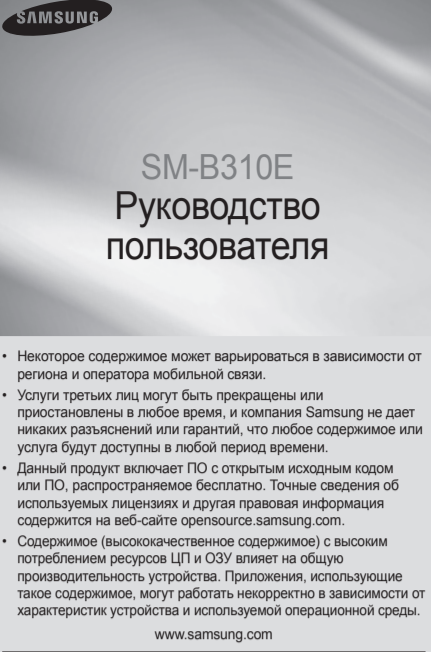 SAMSUNG
SM-B310E
Руководство
пользователя
• Некоторое содержимое может варьироваться в зависимости от
региона и оператора мобильной связи.
• Услуги третьих лиц могут быть прекращены или
приостановлены в любое время, и компания Samsung не дает
никаких разъяснений или гарантий, что любое содержимое или
услуга будут доступны в любой период времени.
• Данный продукт включает ПО с открытым исходным кодом
или ПО, распространяемое бесплатно. Точные сведения об
используемых лицензиях и другая правовая информация
содержится на веб-сайте opensource.samsung.com.
• Содержимое (высококачественное содержимое) с высоким
потреблением ресурсов ЦП и ОЗУ влияет на общую
производительность устройства. Приложения, использующие
такое содержимое, могут работать некорректно в зависимости от
характеристик устройства и используемой операционной среды.
www.samsung.com